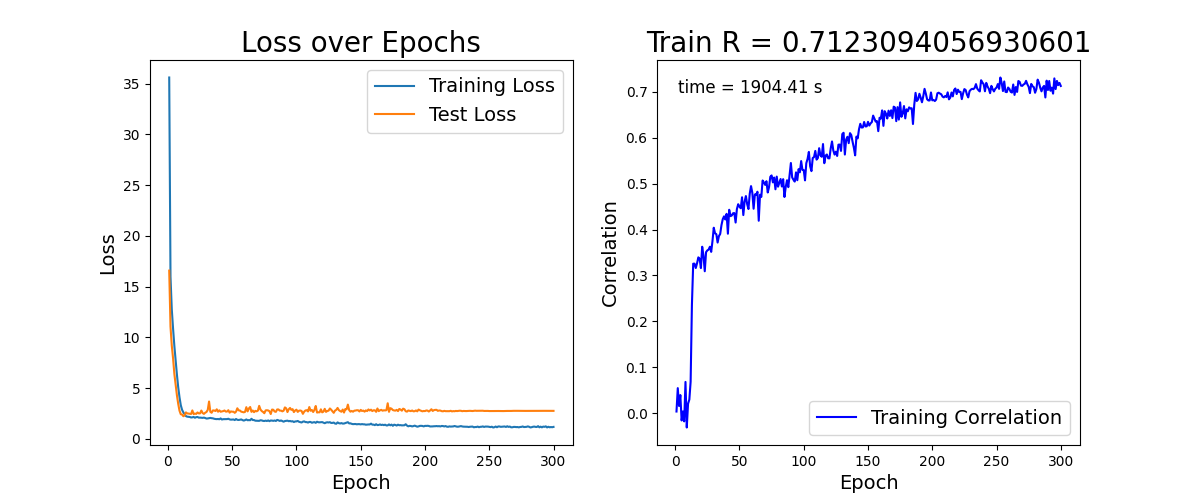 Loss over Epochs
Training Loss
Test Loss
35
30
25
20
15
10
5
0
Loss
0 50 100 150 200 250 300
Epoch
Train R = 0.7123094056930601
time = 1904.41 s
0.7
0.6
0.5
0.4
0.3
0.2
0.1
0.0
Correlation
Training Correlation
0 50 100 150 200 250 300
Epoch